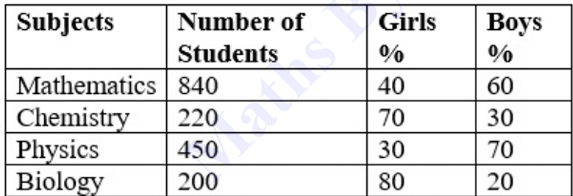 Subjects Number of Students Girls % Boys %
Mathematics 840 40 60
Chemistry 220 70 30
Physics 450 30 70
Biology 200 80 20
Maths B